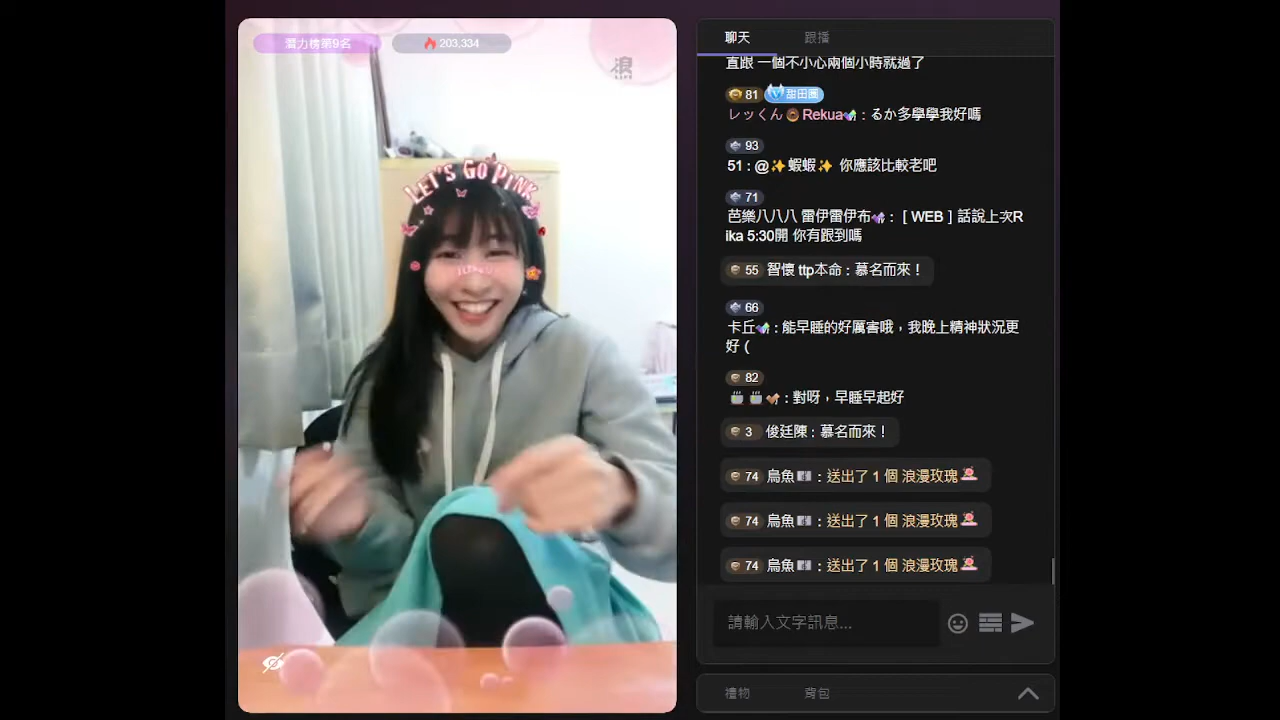 潛力榜第9名
203,334
浪
LIVE
LET'S GO PINK
聊天 跟播
直跟 一個不小心兩個小時就過了
81 甜田圈
レッくん Rekua : るか多學學我好嗎
93
51 : @✨蝦蝦✨ 你應該比較老吧
71
芭樂八八八 雷伊雷伊布 : [ WEB ] 話說上次R
ika 5:30開 你有跟到嗎
55 智懷 ttp本命 : 慕名而來！
66
卡丘 : 能早睡的好厲害哦，我晚上精神狀況更
好 (
82
: 對呀，早睡早起好
3 俊廷陳 : 慕名而來！
74 烏魚 : 送出了 1 個 浪漫玫瑰
74 烏魚 : 送出了 1 個 浪漫玫瑰
74 烏魚 : 送出了 1 個 浪漫玫瑰
請輸入文字訊息...
禮物 背包